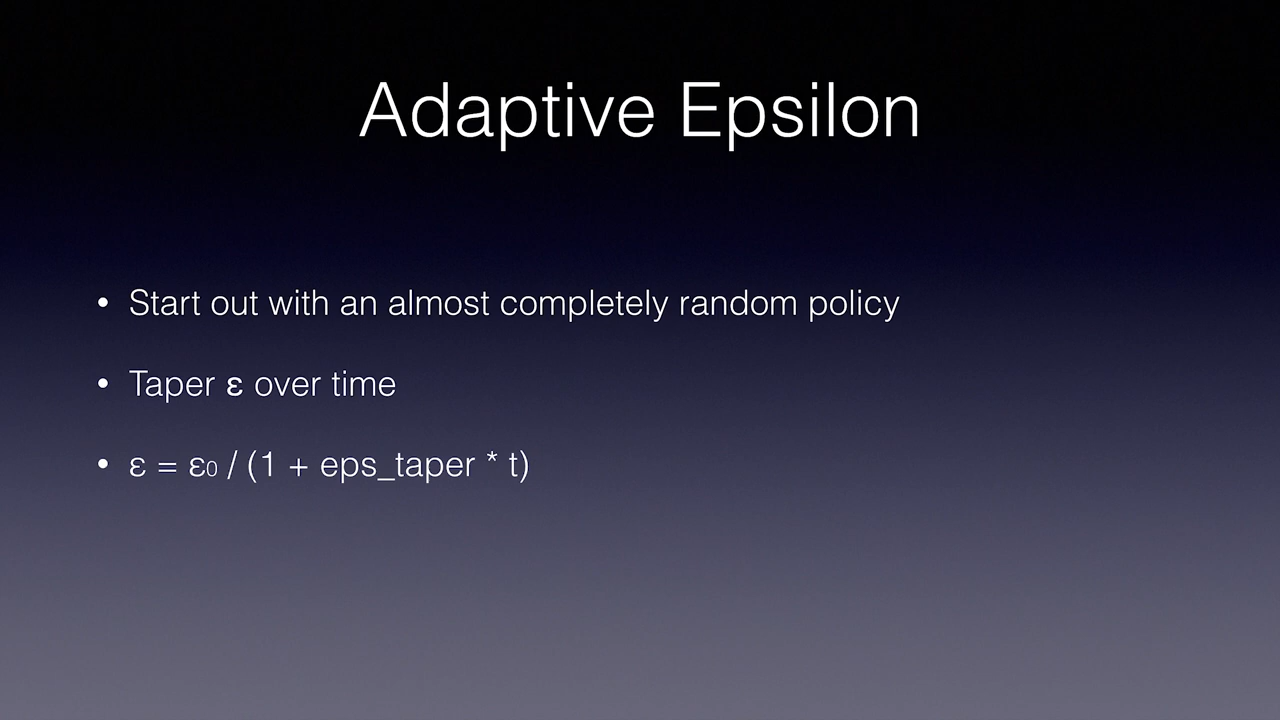 Adaptive Epsilon
• Start out with an almost completely random policy
• Taper ε over time
• ε = ε₀ / (1 + eps_taper * t)